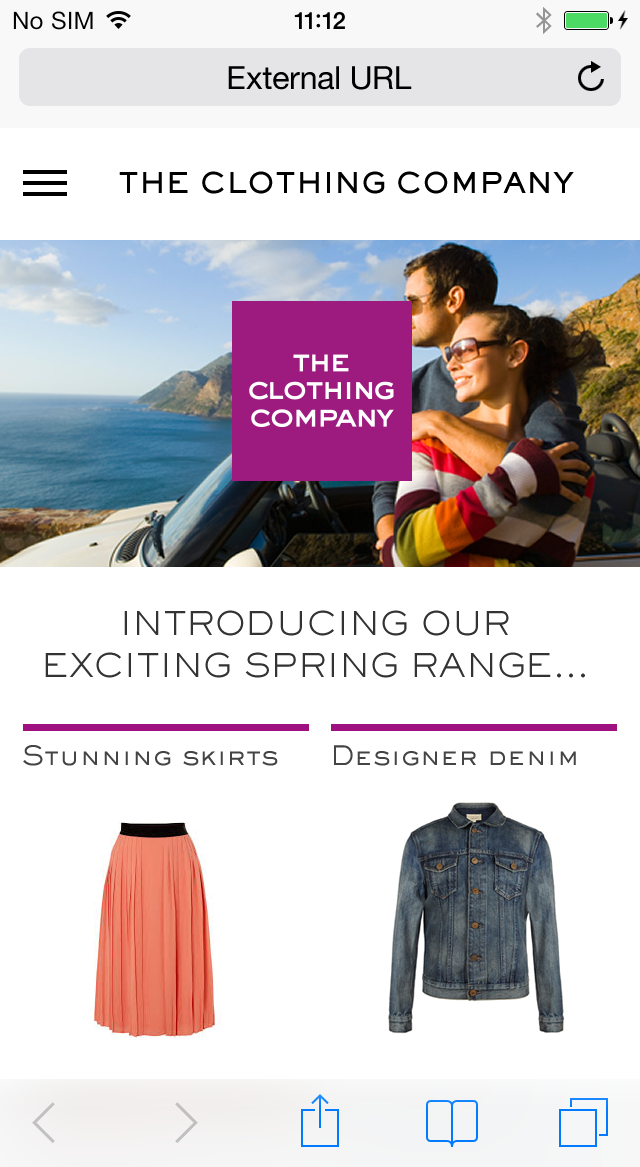 No SIM 11:12
External URL
THE CLOTHING COMPANY
THE
CLOTHING
COMPANY
INTRODUCING OUR
EXCITING SPRING RANGE...
STUNNING SKIRTS
DESIGNER DENIM